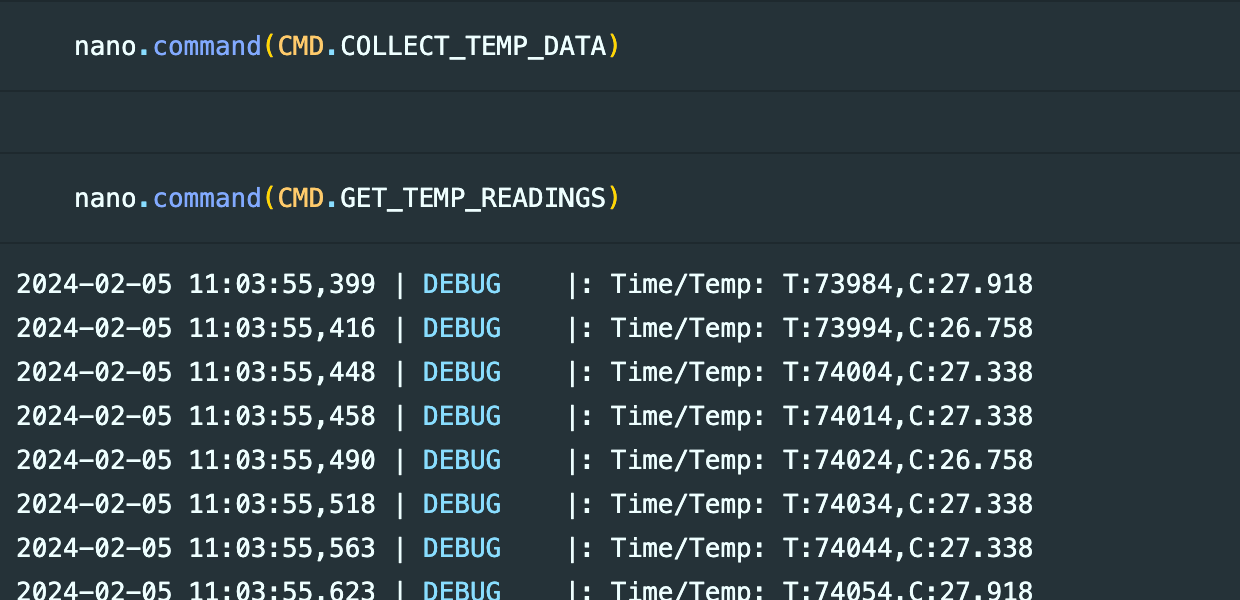 nano.command(CMD.COLLECT_TEMP_DATA)
nano.command(CMD.GET_TEMP_READINGS)
2024-02-05 11:03:55,399 | DEBUG    |: Time/Temp: T:73984,C:27.918
2024-02-05 11:03:55,416 | DEBUG    |: Time/Temp: T:73994,C:26.758
2024-02-05 11:03:55,448 | DEBUG    |: Time/Temp: T:74004,C:27.338
2024-02-05 11:03:55,458 | DEBUG    |: Time/Temp: T:74014,C:27.338
2024-02-05 11:03:55,490 | DEBUG    |: Time/Temp: T:74024,C:26.758
2024-02-05 11:03:55,518 | DEBUG    |: Time/Temp: T:74034,C:27.338
2024-02-05 11:03:55,563 | DEBUG    |: Time/Temp: T:74044,C:27.338
2024-02-05 11:03:55,623 | DEBUG    |: Time/Temp: T:74054,C:27.918